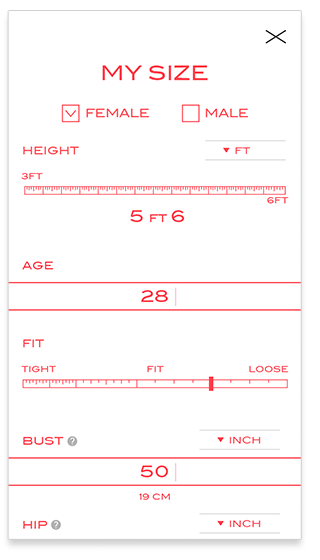 MY SIZE
FEMALE MALE
HEIGHT FT
3FT
6FT
5 FT 6
AGE
28
FIT
TIGHT FIT LOOSE
BUST ? INCH
50
19 CM
HIP ? INCH